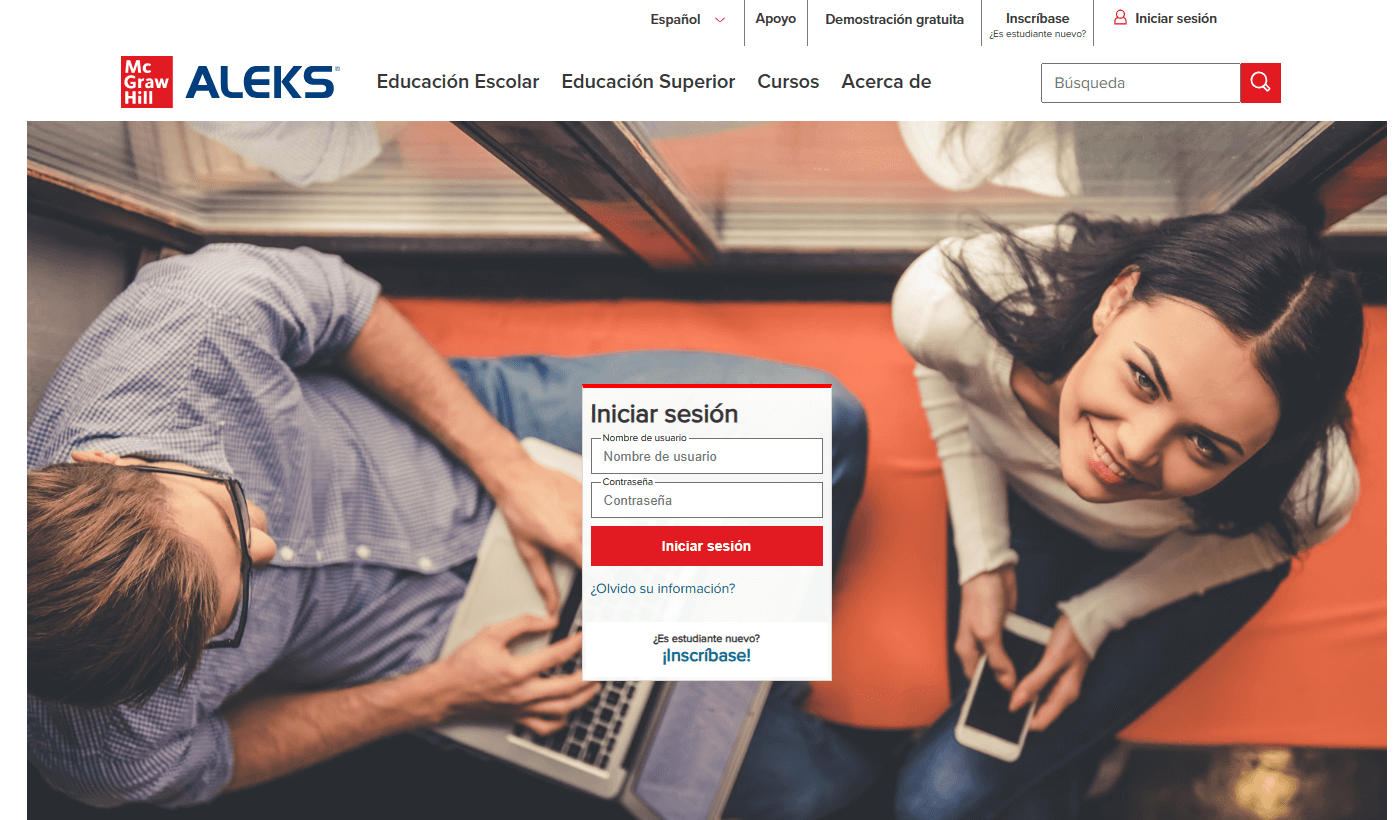 Español
Apoyo
Demostración gratuita
Inscríbase
¿Es estudiante nuevo?
Iniciar sesión
Mc
Graw
Hill
ALEKS®
Educación Escolar
Educación Superior
Cursos
Acerca de
Búsqueda
Iniciar sesión
Nombre de usuario
Nombre de usuario
Contraseña
Contraseña
Iniciar sesión
¿Olvido su información?
¿Es estudiante nuevo?
¡Inscríbase!